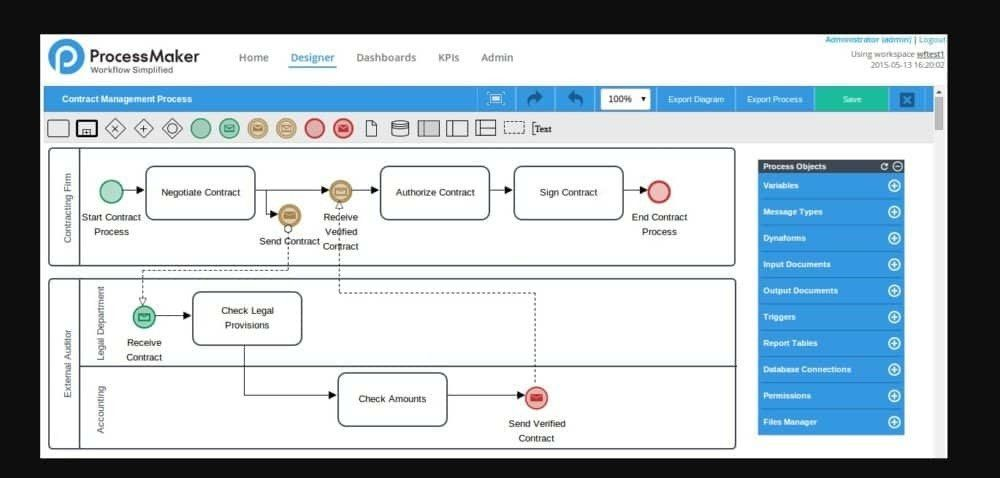 Administrator (admin) | Logout
ProcessMaker
Workflow Simplified
Home Designer Dashboards KPIs Admin
Using workspace wftest1
2015-05-13 16:20:02
Contract Management Process
100%
Export Diagram
Export Process
Save
Text
Contracting Firm
Start Contract
Process
Negotiate Contract
Send Contract
Receive
Verified
Contract
Authorize Contract
Sign Contract
End Contract
Process
External Auditor
Legal Department
Receive
Contract
Check Legal
Provisions
Accounting
Check Amounts
Send Verified
Contract
Process Objects
Variables
Message Types
Dynaforms
Input Documents
Output Documents
Triggers
Report Tables
Database Connections
Permissions
Files Manager